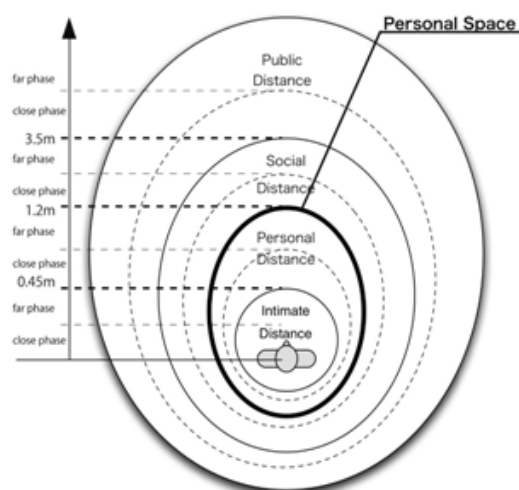 Personal Space
Public
Distance
far phase
close phase
3.5m
far phase
Social
close phase
Distance
1.2m
far phase
Personal
Distance
close phase
0.45m
far phase
Intimate
Distance
close phase